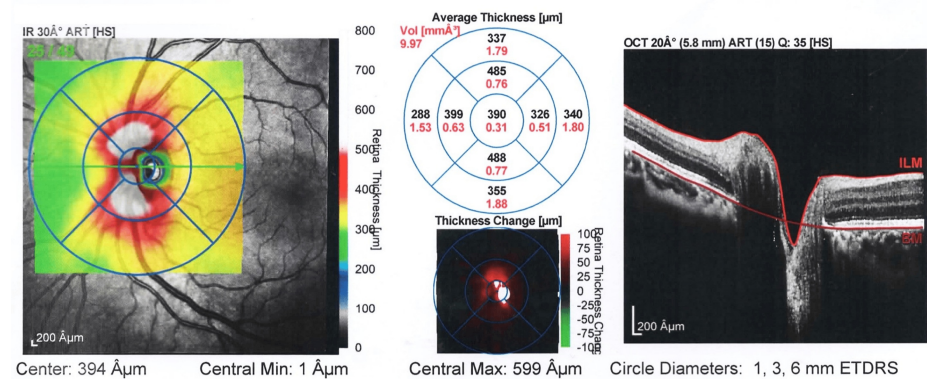 IR 30Â° ART [HS]
25 / 49
800
700
600
500
400
300
200
100
0
Retina Thickness [µm]
200 Âµm
Average Thickness [µm]
Vol [mmÂ³]
9.97
337
1.79
485
0.76
288 399 390 326 340
1.53 0.63 0.31 0.51 1.80
488
0.77
355
1.88
Thickness Change [µm]
100
75
50
25
0
-25
-50
-75
-100
OCT 20Â° (5.8 mm) ART (15) Q: 35 [HS]
ILM
BM
200 Âµm
Center: 394 Âµm Central Min: 1 Âµm Central Max: 599 Âµm Circle Diameters: 1, 3, 6 mm ETDRS